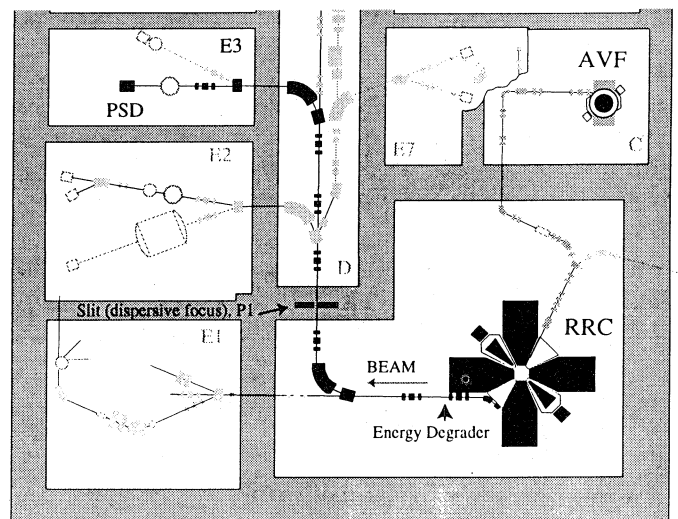 E3
AVF
PSD
E7
C
E2
D
Slit (dispersive focus), P1
E1
RRC
BEAM
Energy Degrader